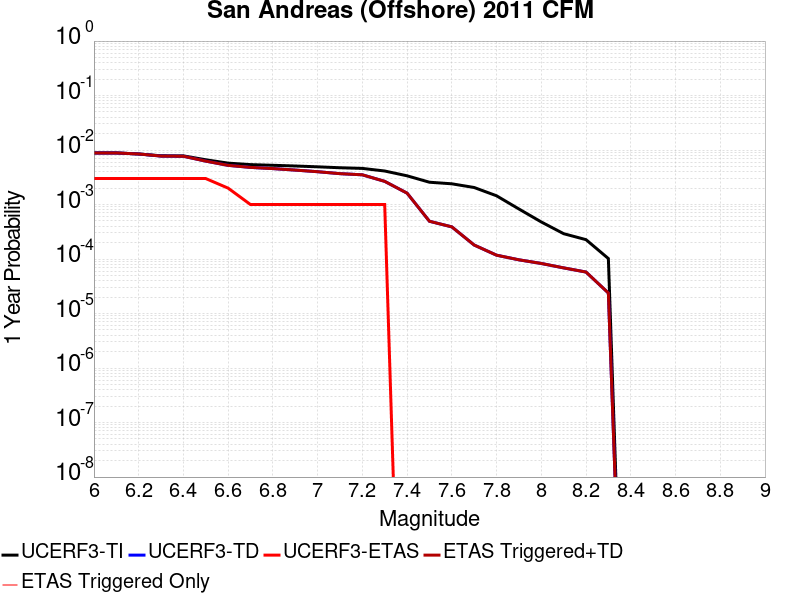 San Andreas (Offshore) 2011 CFM
10 0
10 -1
10 -2
10 -3
10 -4
10 -5
10 -6
10 -7
10 -8
1 Year Probability
6 6.2 6.4 6.6 6.8 7 7.2 7.4 7.6 7.8 8 8.2 8.4 8.6 8.8 9
Magnitude
UCERF3-TI UCERF3-TD UCERF3-ETAS ETAS Triggered+TD
ETAS Triggered Only